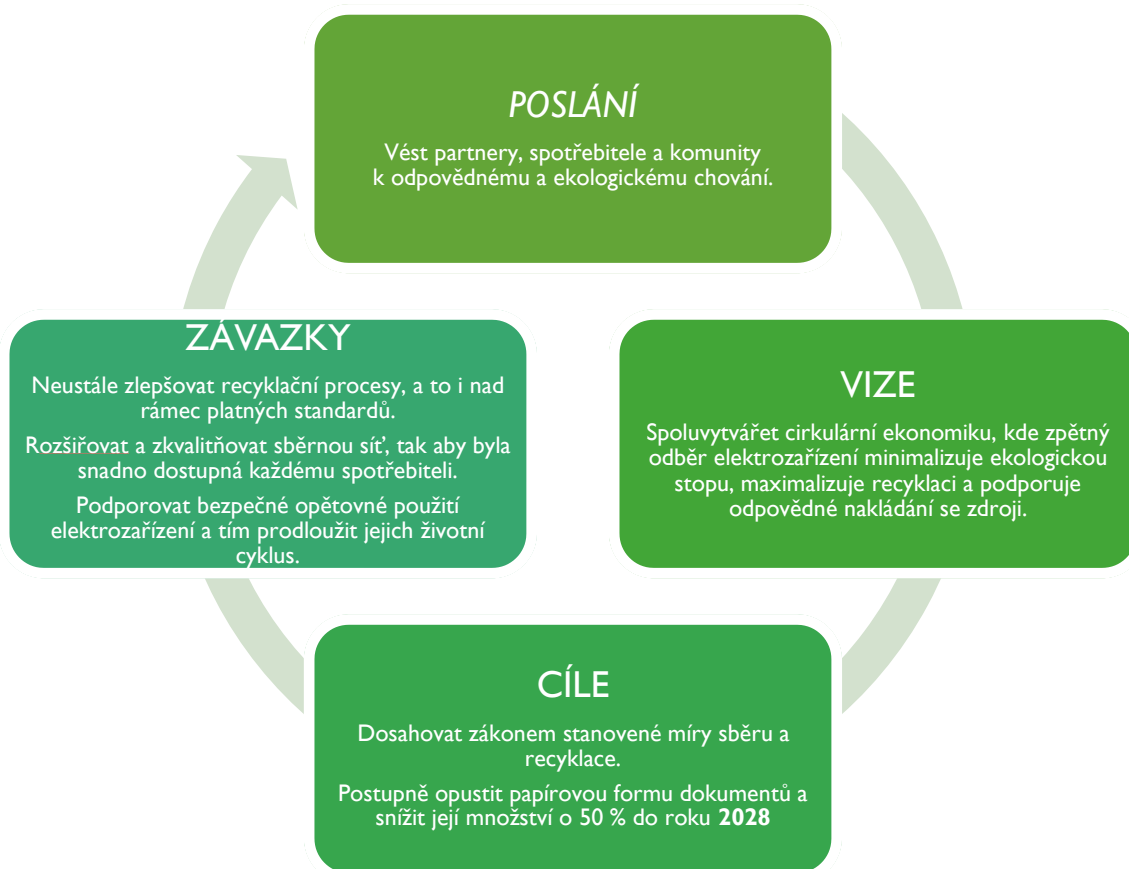 POSLÁNÍ
Vést partnery, spotřebitele a komunity
k odpovědnému a ekologickému chování.
VIZE
Spoluvytvářet cirkulární ekonomiku, kde zpětný
odběr elektrozařízení minimalizuje ekologickou
stopu, maximalizuje recyklaci a podporuje
odpovědné nakládání se zdroji.
CÍLE
Dosahovat zákonem stanovené míry sběru a
recyklace.
Postupně opustit papírovou formu dokumentů a
snížit její množství o 50 % do roku 2028
ZÁVAZKY
Neustále zlepšovat recyklační procesy, a to i nad
rámec platných standardů.
Rozšiřovat a zkvalitňovat sběrnou síť, tak aby byla
snadno dostupná každému spotřebiteli.
Podporovat bezpečné opětovné použití
elektrozařízení a tím prodloužit jejich životní
cyklus.